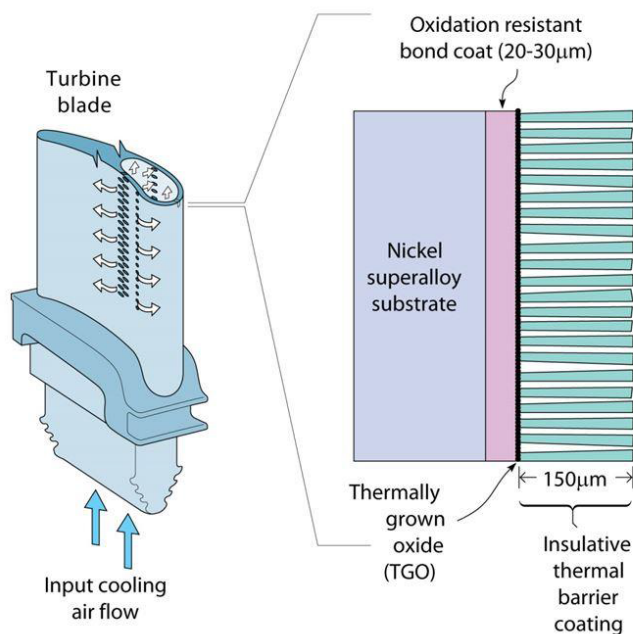 Oxidation resistant
bond coat (20-30μm)
Turbine
blade
Nickel
superalloy
substrate
150μm
Thermally
grown
oxide
(TGO)
Insulative
thermal
barrier
coating
Input cooling
air flow